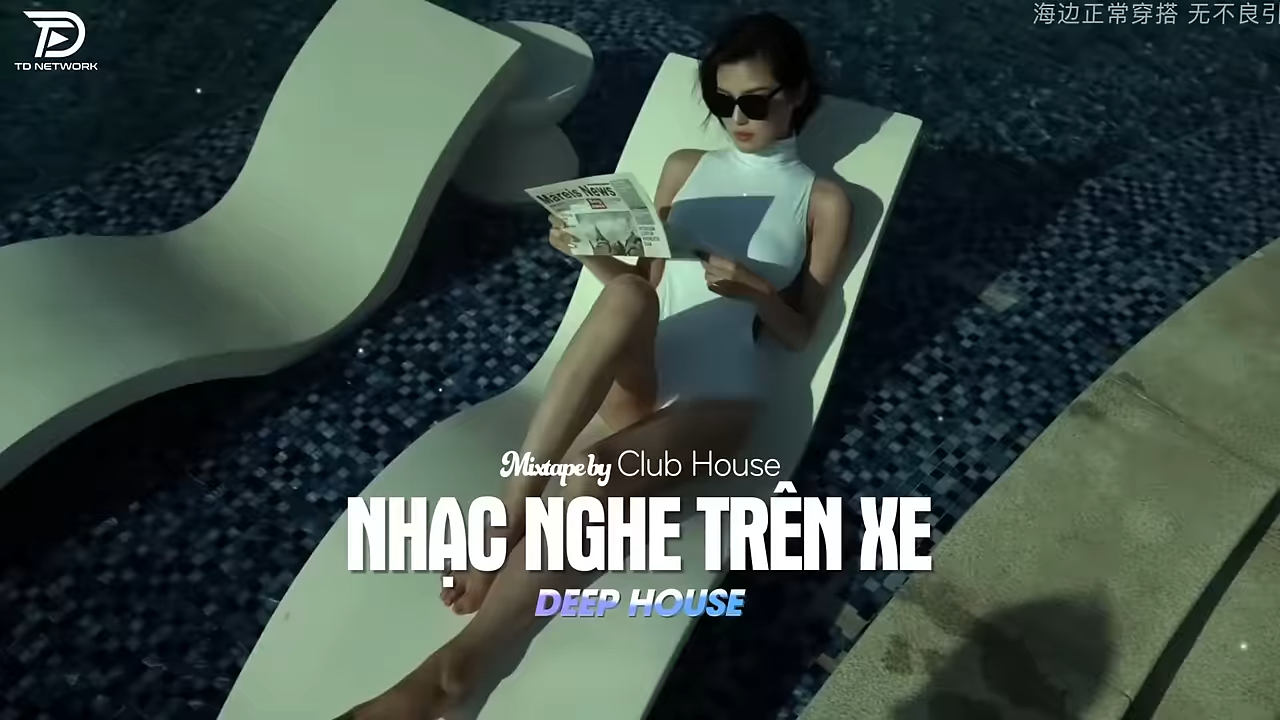 TD NETWORK
海边正常穿搭 无不良引
Mareis News
Mixtape by Club House
NHẠC NGHE TRÊN XE
DEEP HOUSE